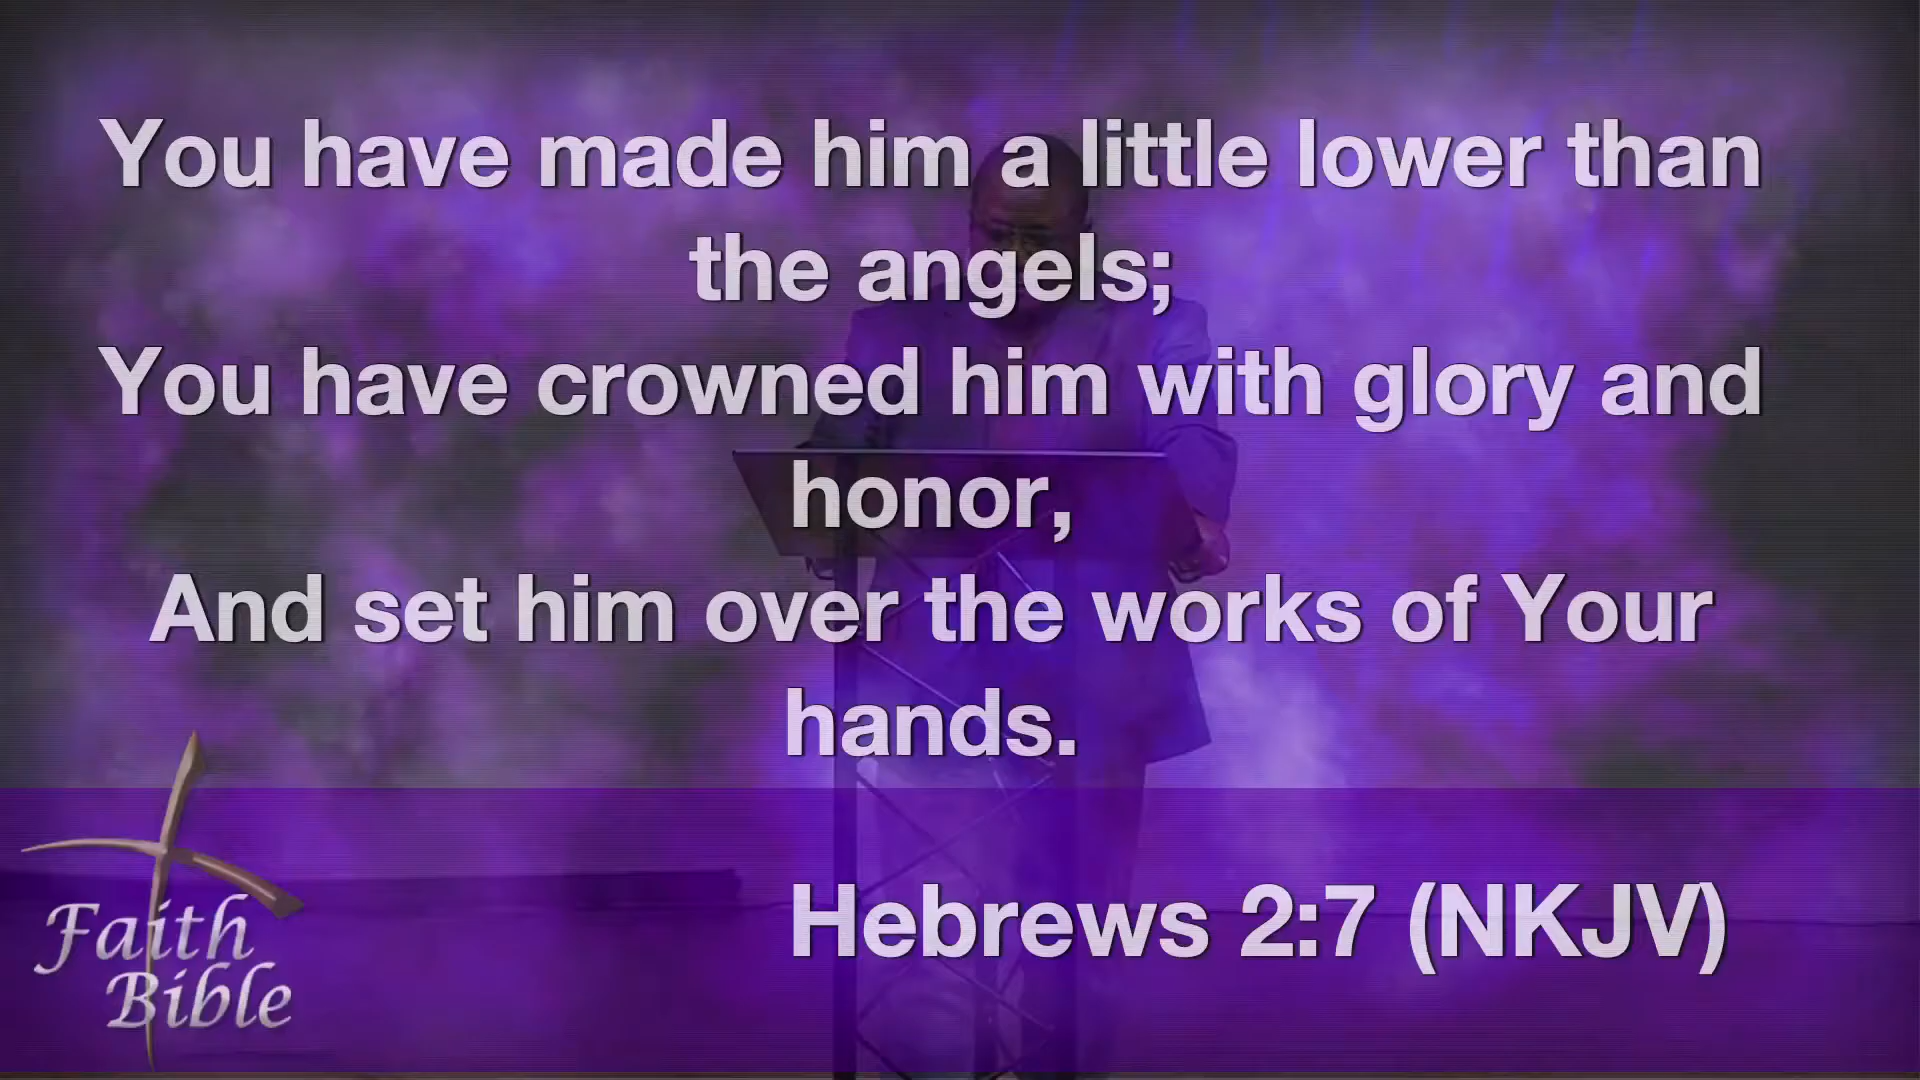 You have made him a little lower than
the angels;
You have crowned him with glory and
honor,
And set him over the works of Your
hands.
Hebrews 2:7 (NKJV)
Faith
Bible